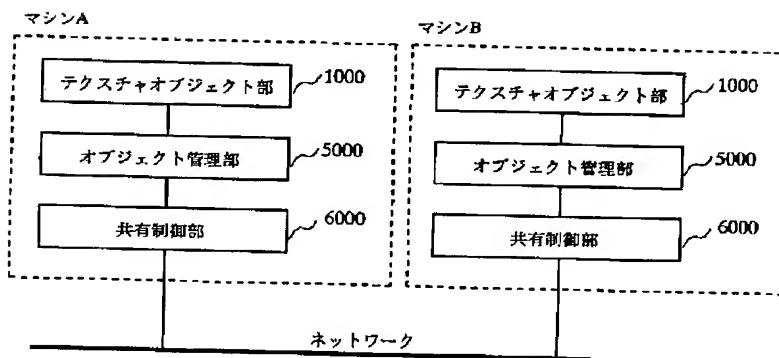 マシンA
テクスチャオブジェクト部
1000
オブジェクト管理部
5000
共有制御部
6000
マシンB
テクスチャオブジェクト部
1000
オブジェクト管理部
5000
共有制御部
6000
ネットワーク